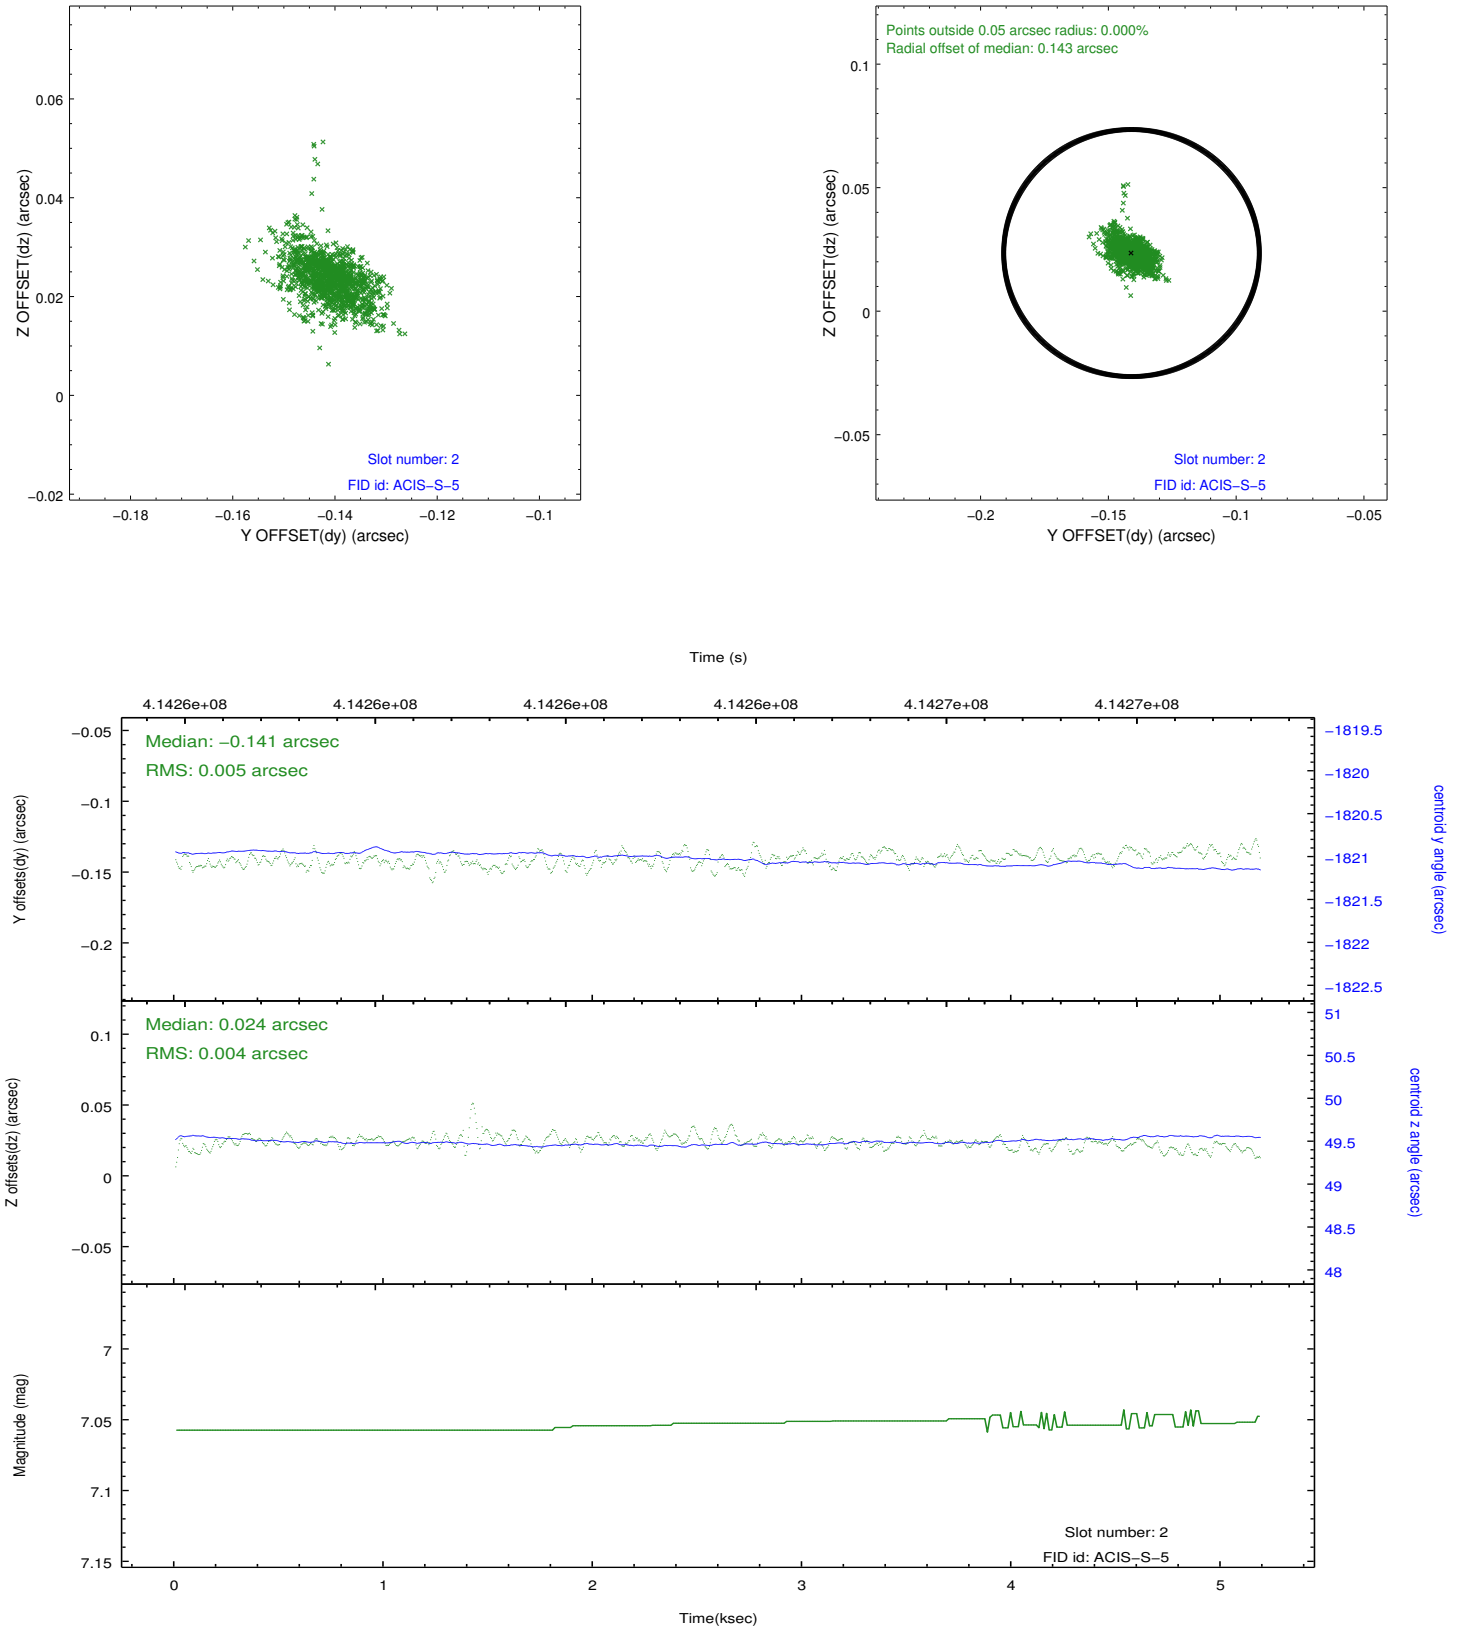 0.06
0.04
0.02
0
−0.02
Z OFFSET(dz) (arcsec)
Slot number: 2
FID id: ACIS−S−5
−0.18
−0.16
−0.14
−0.12
−0.1
Y OFFSET(dy) (arcsec)
Points outside 0.05 arcsec radius: 0.000%
Radial offset of median: 0.143 arcsec
0.1
0.05
0
−0.05
Z OFFSET(dz) (arcsec)
Slot number: 2
FID id: ACIS−S−5
−0.2
−0.15
−0.1
−0.05
Y OFFSET(dy) (arcsec)
Time (s)
4.1426e+08
4.1426e+08
4.1426e+08
4.1426e+08
4.1427e+08
4.1427e+08
Median: −0.141 arcsec
RMS: 0.005 arcsec
−0.05
−0.1
−0.15
−0.2
Y offsets(dy) (arcsec)
−1819.5
−1820
−1820.5
−1821
−1821.5
−1822
−1822.5
centroid y angle (arcsec)
Median: 0.024 arcsec
RMS: 0.004 arcsec
0.1
0.05
0
−0.05
Z offsets(dz) (arcsec)
51
50.5
50
49.5
49
48.5
48
centroid z angle (arcsec)
7
7.05
7.1
7.15
Magnitude (mag)
Slot number: 2
FID id: ACIS−S−5
0
1
2
3
4
5
Time(ksec)